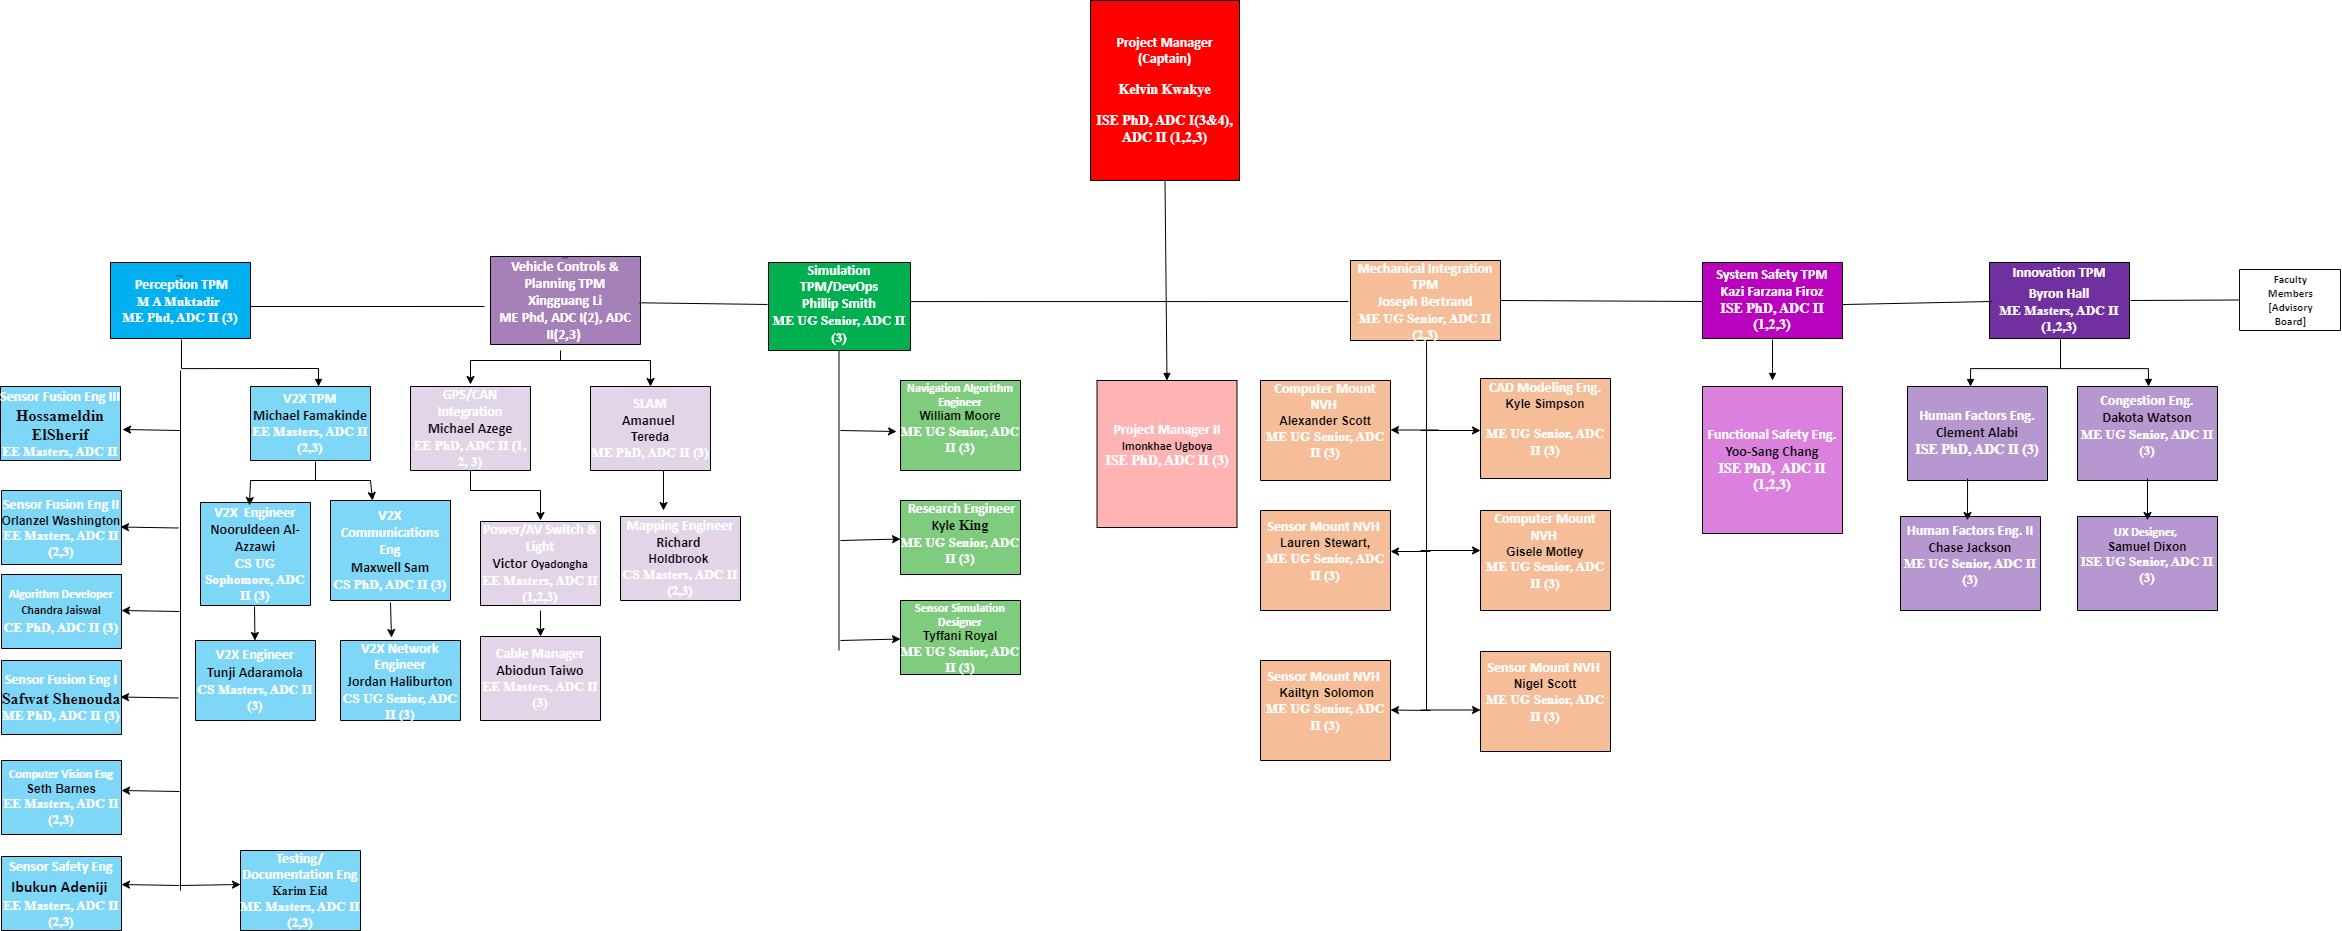 Project Manager
(Captain)
Kelvin Kwakye
ISE PhD, ADC I(3&4),
ADC II (1,2,3)
Perception TPM
M A Muktadir
ME Phd, ADC II (3)
Vehicle Controls &
Planning TPM
Xingguang Li
ME Phd, ADC I(2), ADC
II(2,3)
Simulation
TPM/DevOps
Phillip Smith
ME UG Senior, ADC II
(3)
Mechanical Integration
TPM
Joseph Bertrand
ME UG Senior, ADC II
(2,3)
System Safety TPM
Kazi Farzana Firoz
ISE PhD, ADC II
(1,2,3)
Innovation TPM
Byron Hall
ME Masters, ADC II
(1,2,3)
Faculty
Members
[Advisory
Board]
Sensor Fusion Eng III
Hossameldin
ElSherif
EE Masters, ADC II
V2X TPM
Michael Famakinde
EE Masters, ADC II
(2,3)
GPS/CAN
Integration
Michael Azege
EE PhD, ADC II (1,
2, 3)
SLAM
Amanuel
Tereda
ME PhD, ADC II (3)
Navigation Algorithm
Engineer
William Moore
ME UG Senior, ADC
II (3)
Project Manager II
Imonkhae Ugboya
ISE PhD, ADC II (3)
Computer Mount
NVH
Alexander Scott
ME UG Senior, ADC
II (3)
CAD Modeling Eng.
Kyle Simpson
ME UG Senior, ADC
II (3)
Functional Safety Eng.
Yoo-Sang Chang
ISE PhD, ADC II
(1,2,3)
Human Factors Eng.
Clement Alabi
ISE PhD, ADC II (3)
Congestion Eng.
Dakota Watson
ME UG Senior, ADC II
(3)
Sensor Fusion Eng II
Orlanzel Washington
EE Masters, ADC II
(2,3)
V2X Engineer
Nooruldeen Al-
Azzawi
CS UG
Sophomore, ADC
II (3)
V2X
Communications
Eng
Maxwell Sam
CS PhD, ADC II (3)
Power/AV Switch &
Light
Victor Oyadongha
EE Masters, ADC II
(1,2,3)
Mapping Engineer
Richard
Holdbrook
CS Masters, ADC II
(2,3)
Research Engineer
Kyle King
ME UG Senior, ADC
II (3)
Sensor Mount NVH
Lauren Stewart,
ME UG Senior, ADC
II (3)
Computer Mount
NVH
Gisele Motley
ME UG Senior, ADC
II (3)
Human Factors Eng. II
Chase Jackson
ME UG Senior, ADC II
(3)
UX Designer,
Samuel Dixon
ISE UG Senior, ADC II
(3)
Algorithm Developer
Chandra Jaiswal
CE PhD, ADC II (3)
Sensor Simulation
Designer
Tyffani Royal
ME UG Senior, ADC
II (3)
Sensor Fusion Eng I
Safwat Shenouda
ME PhD, ADC II (3)
V2X Engineer
Tunji Adaramola
CS Masters, ADC II
(3)
V2X Network
Engineer
Jordan Haliburton
CS UG Senior, ADC
II (3)
Cable Manager
Abiodun Taiwo
EE Masters, ADC II
(3)
Sensor Mount NVH
Kailtyn Solomon
ME UG Senior, ADC
II (3)
Sensor Mount NVH
Nigel Scott
ME UG Senior, ADC
II (3)
Computer Vision Eng
Seth Barnes
EE Masters, ADC II
(2,3)
Sensor Safety Eng
Ibukun Adeniji
EE Masters, ADC II
(2,3)
Testing/
Documentation Eng
Karim Eid
ME Masters, ADC II
(2,3)